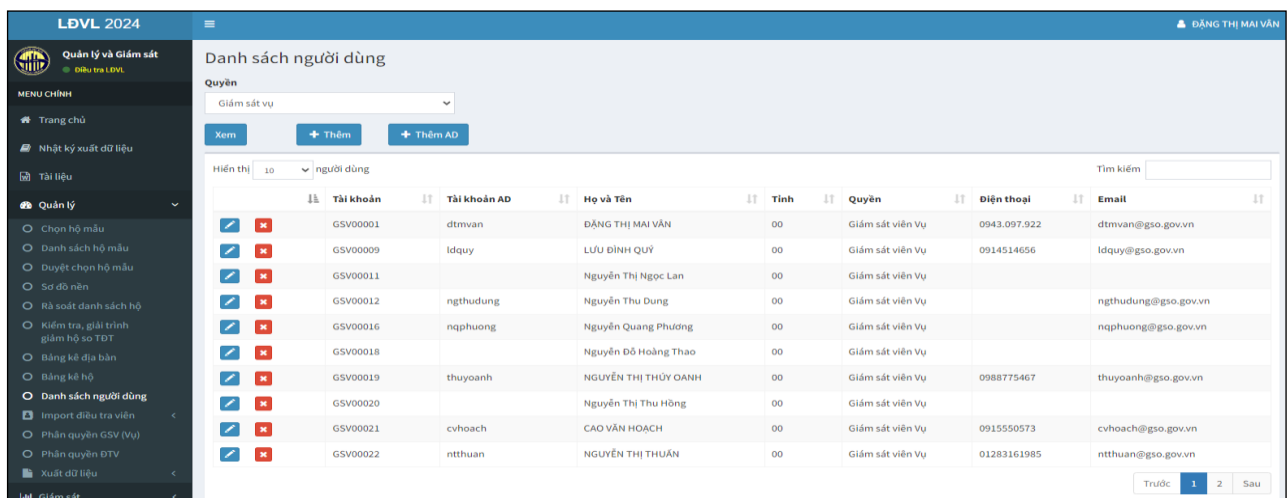 LĐVL 2024
ĐẶNG THỊ MAI VÂN
Quản lý và Giám sát
Điều tra LĐVL
MENU CHÍNH
Trang chủ
Nhật ký xuất dữ liệu
Tài liệu
Quản lý
Chọn hộ mẫu
Danh sách hộ mẫu
Duyệt chọn hộ mẫu
Sơ đồ nền
Rà soát danh sách hộ
Kiểm tra, giải trình
giảm hộ so TĐT
Bảng kê địa bàn
Bảng kê hộ
Danh sách người dùng
Import điều tra viên
Phân quyền GSV (Vụ)
Phân quyền ĐTV
Xuất dữ liệu
Giám sát
Danh sách người dùng
Quyền
Giám sát vụ
Xem + Thêm + Thêm AD
Hiển thị 10 người dùng Tìm kiếm
Tài khoản Tài khoản AD Họ và Tên Tỉnh Quyền Điện thoại Email
GSV00001 dtmvan ĐẶNG THỊ MAI VÂN 00 Giám sát viên Vụ 0943.097.922 dtmvan@gso.gov.vn
GSV00009 ldquy LƯU ĐÌNH QUÝ 00 Giám sát viên Vụ 0914514656 ldquy@gso.gov.vn
GSV00011 Nguyễn Thị Ngọc Lan 00 Giám sát viên Vụ
GSV00012 ngthudung Nguyễn Thu Dung 00 Giám sát viên Vụ ngthudung@gso.gov.vn
GSV00016 nqphuong Nguyễn Quang Phương 00 Giám sát viên Vụ nqphuong@gso.gov.vn
GSV00018 Nguyễn Đỗ Hoàng Thao 00 Giám sát viên Vụ
GSV00019 thuyoanh NGUYỄN THỊ THÚY OANH 00 Giám sát viên Vụ 0988775467 thuyoanh@gso.gov.vn
GSV00020 Nguyễn Thị Thu Hồng 00 Giám sát viên Vụ
GSV00021 cvhoach CAO VĂN HOẠCH 00 Giám sát viên Vụ 0915550573 cvhoach@gso.gov.vn
GSV00022 ntthuan NGUYỄN THỊ THUẤN 00 Giám sát viên Vụ 01283161985 ntthuan@gso.gov.vn
Trước 1 2 Sau